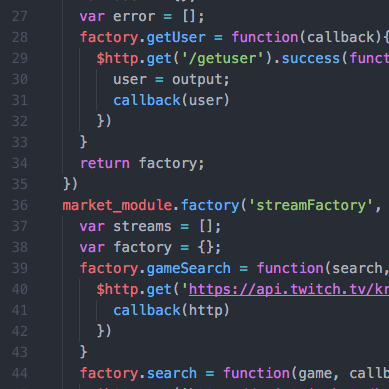 27 var error = [];
28 factory.getUser = function(callback){
29 $http.get('/getuser').success(funct
30 user = output;
31 callback(user)
32 })
33 }
34 return factory;
35 })
36 market_module.factory('streamFactory',
37 var streams = [];
38 var factory = {};
39 factory.gameSearch = function(search,
40 $http.get('https://api.twitch.tv/kr
41 callback(http)
42 })
43 }
44 factory.search = function(game, callb